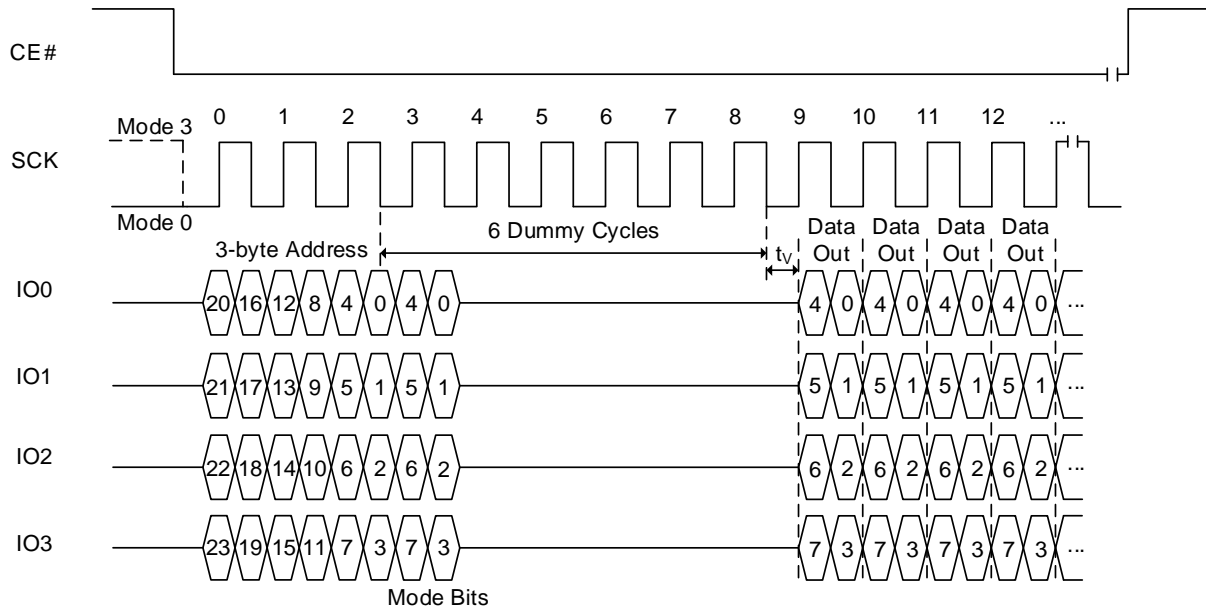 CE#
0 1 2 3 4 5 6 7 8 9 10 11 12 ...
Mode 3
SCK
Mode 0
6 Dummy Cycles
3-byte Address
tV
Data Out
Data Out
Data Out
Data Out
IO0
20 16 12 8 4 0 4 0 4 0 4 0 4 0 4 0 ...
IO1
21 17 13 9 5 1 5 1 5 1 5 1 5 1 5 1 ...
IO2
22 18 14 10 6 2 6 2 6 2 6 2 6 2 6 2 ...
IO3
23 19 15 11 7 3 7 3 7 3 7 3 7 3 7 3 ...
Mode Bits